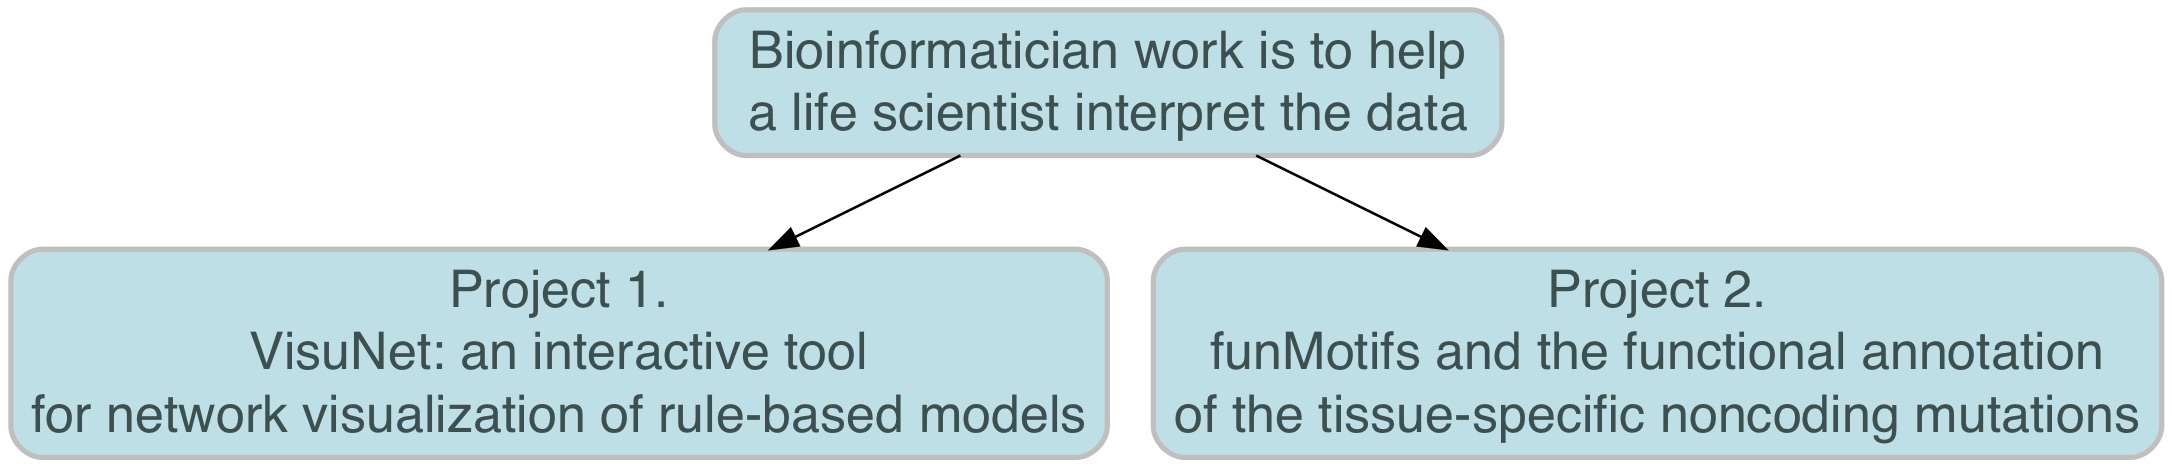 Bioinformatician work is to help
a life scientist interpret the data
Project 1.
VisuNet: an interactive tool
for network visualization of rule-based models
Project 2.
funMotifs and the functional annotation
of the tissue-specific noncoding mutations